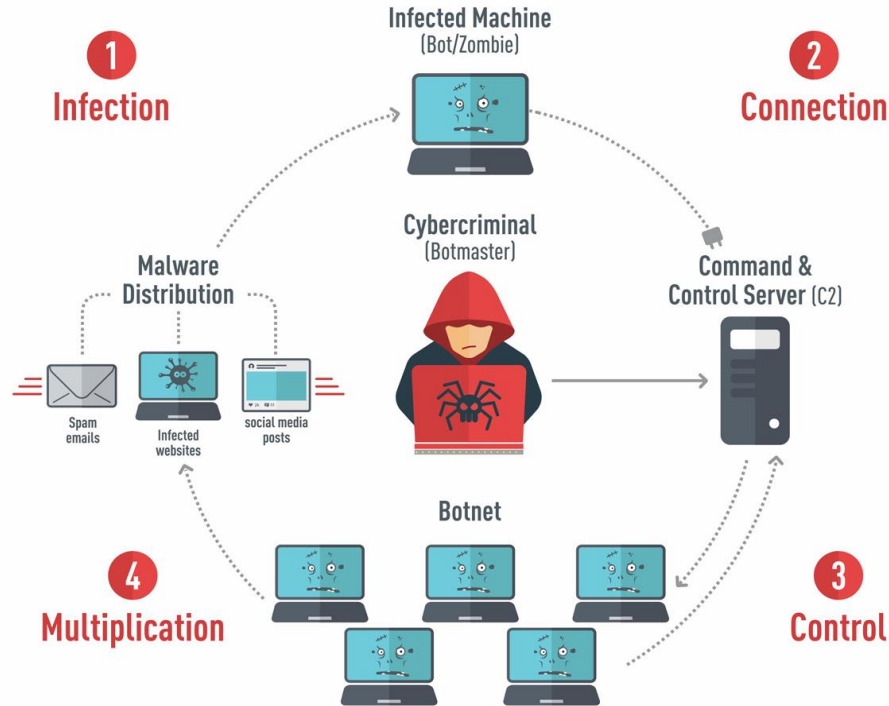 Infected Machine
(Bot/Zombie)
1
Infection
2
Connection
Cybercriminal
(Botmaster)
Malware
Distribution
Command &
Control Server (C2)
Spam
emails
Infected
websites
social media
posts
Botnet
4
Multiplication
3
Control